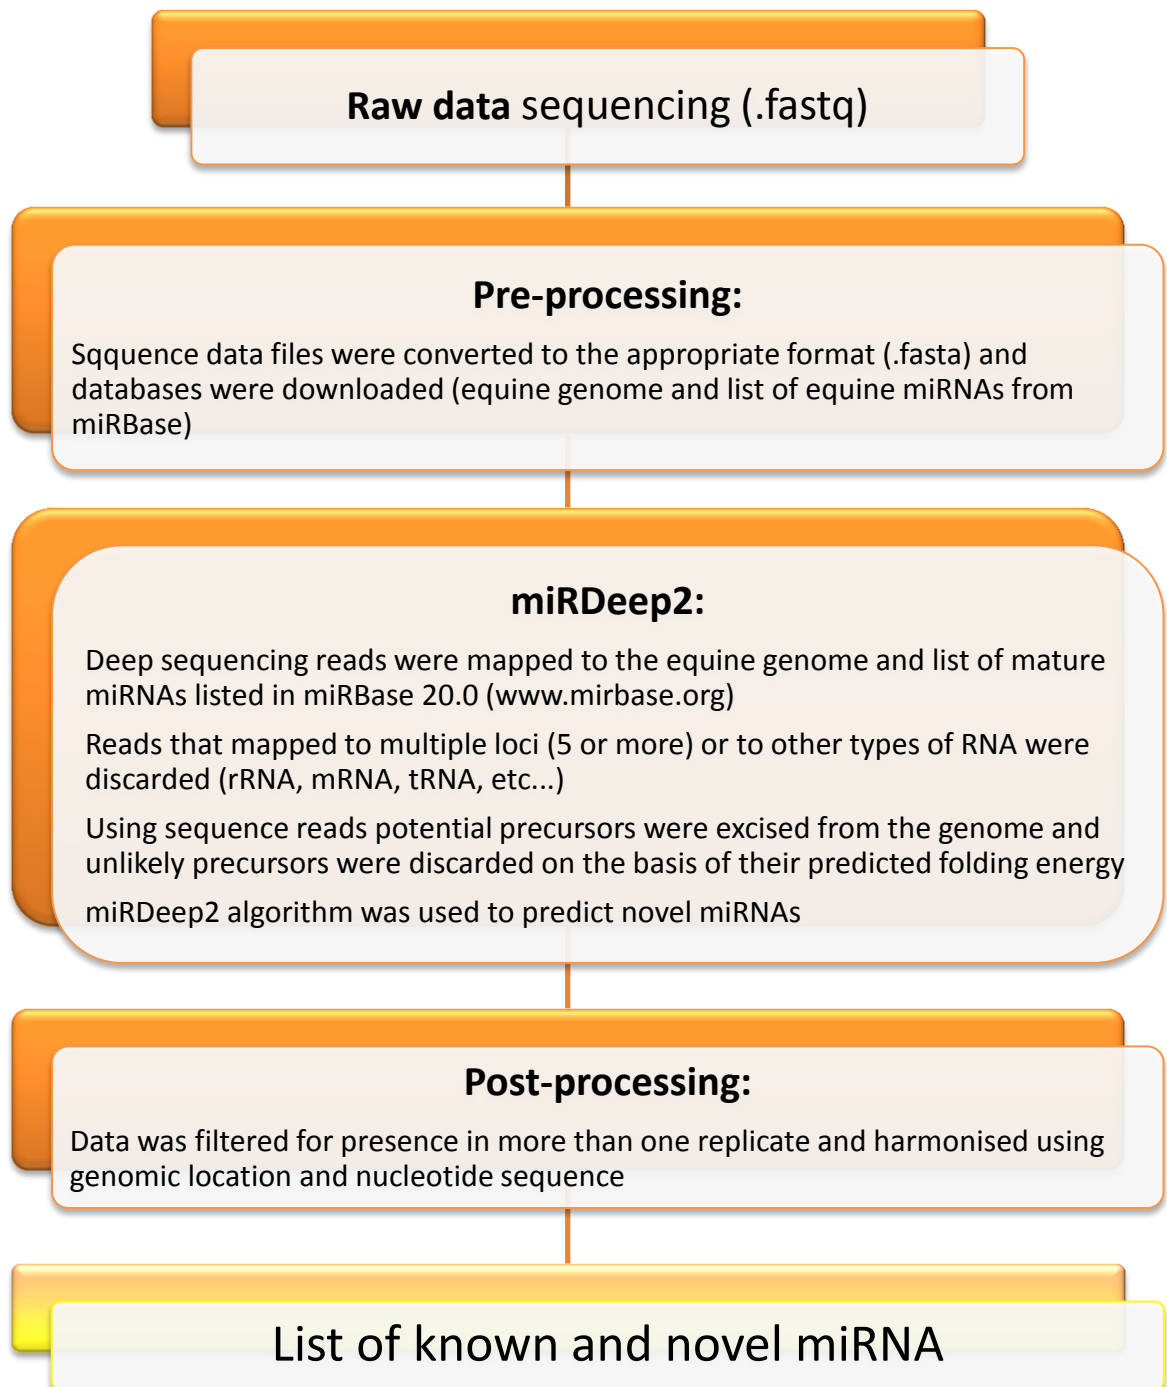 Raw data sequencing (.fastq)
Pre-processing:
Sqquence data files were converted to the appropriate format (.fasta) and
databases were downloaded (equine genome and list of equine miRNAs from
miRBase)
miRDeep2:
Deep sequencing reads were mapped to the equine genome and list of mature
miRNAs listed in miRBase 20.0 (www.mirbase.org)
Reads that mapped to multiple loci (5 or more) or to other types of RNA were
discarded (rRNA, mRNA, tRNA, etc...)
Using sequence reads potential precursors were excised from the genome and
unlikely precursors were discarded on the basis of their predicted folding energy
miRDeep2 algorithm was used to predict novel miRNAs
Post-processing:
Data was filtered for presence in more than one replicate and harmonised using
genomic location and nucleotide sequence
List of known and novel miRNA